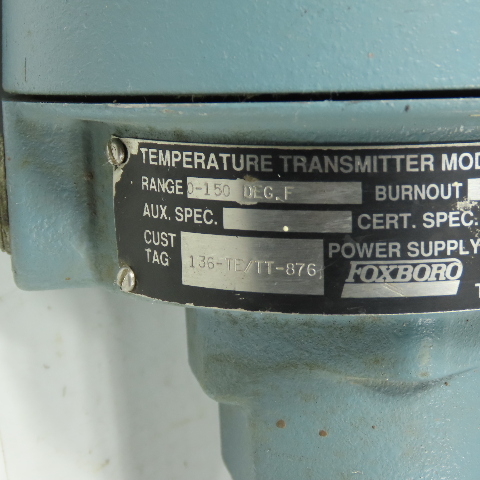 TEMPERATURE TRANSMITTER MOD
RANGE 0-150 DEG.F BURNOUT
AUX. SPEC. CERT. SPEC.
CUST TAG 136-TE/TT-876 POWER SUPPLY
FOXBORO
T